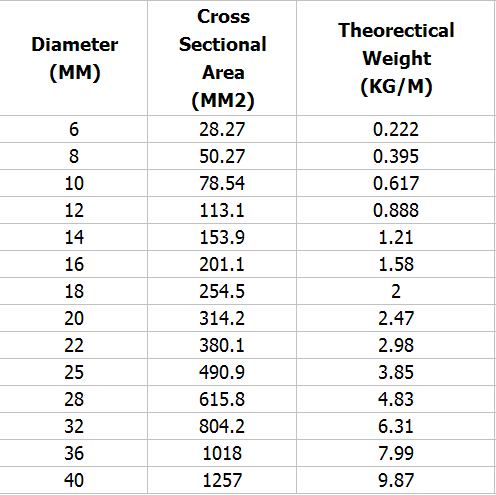 Diameter
(MM)
Cross
Sectional
Area
(MM2)
Theorectical
Weight
(KG/M)
6 28.27 0.222
8 50.27 0.395
10 78.54 0.617
12 113.1 0.888
14 153.9 1.21
16 201.1 1.58
18 254.5 2
20 314.2 2.47
22 380.1 2.98
25 490.9 3.85
28 615.8 4.83
32 804.2 6.31
36 1018 7.99
40 1257 9.87